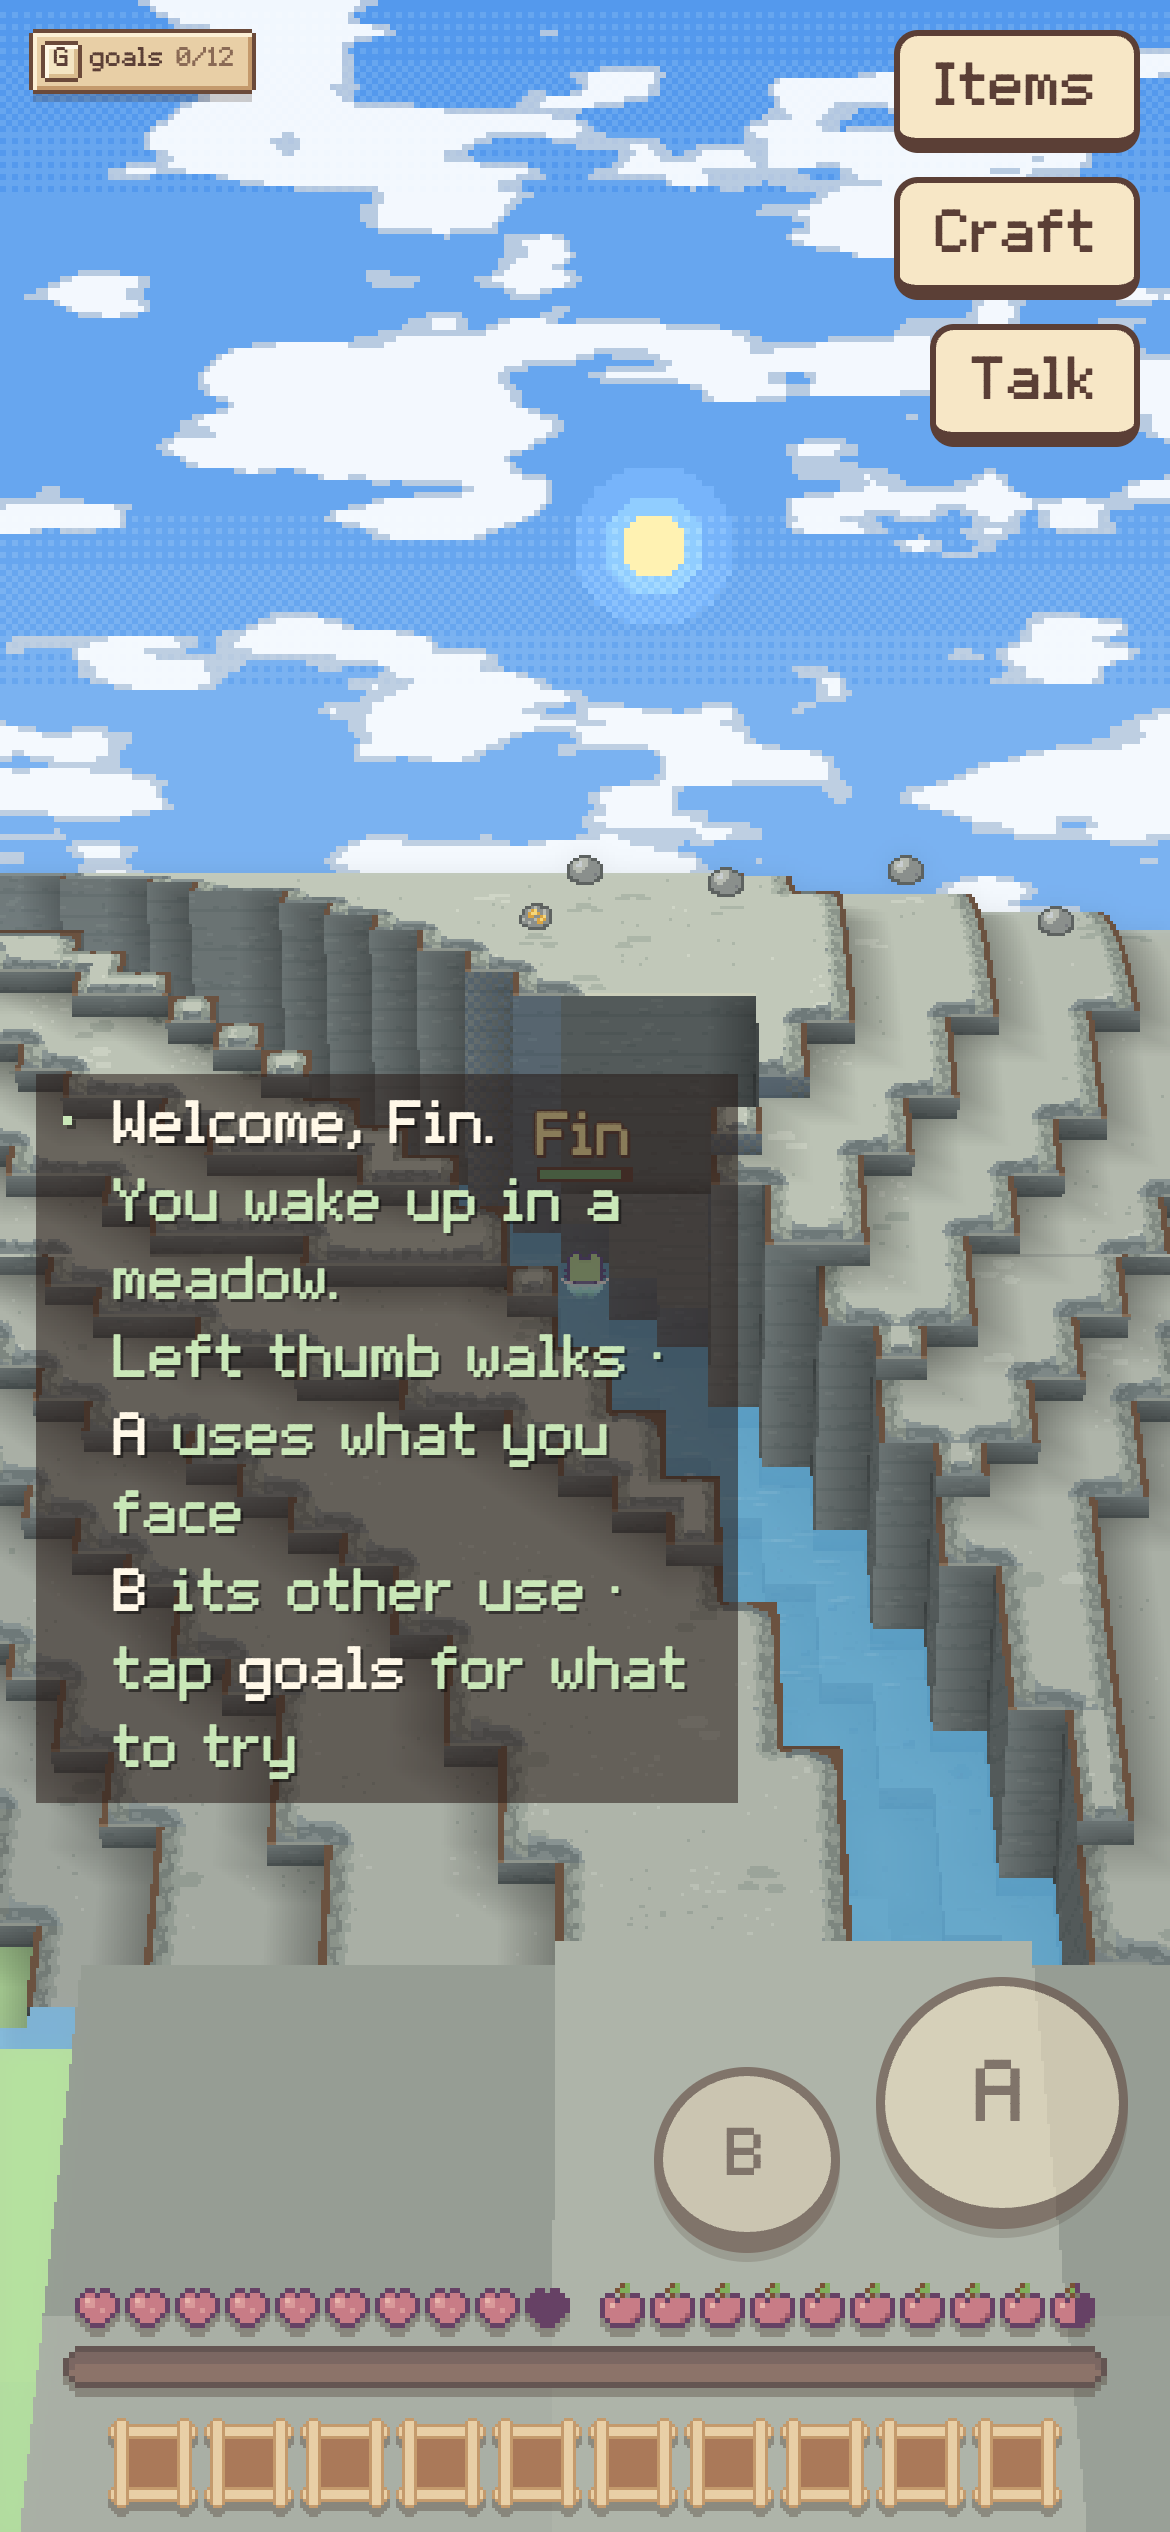 G goals 0/12
Items
Craft
Talk
· Welcome, Fin.
Fin
You wake up in a
meadow.
Left thumb walks ·
A uses what you
face
B its other use ·
tap goals for what
to try
A
B